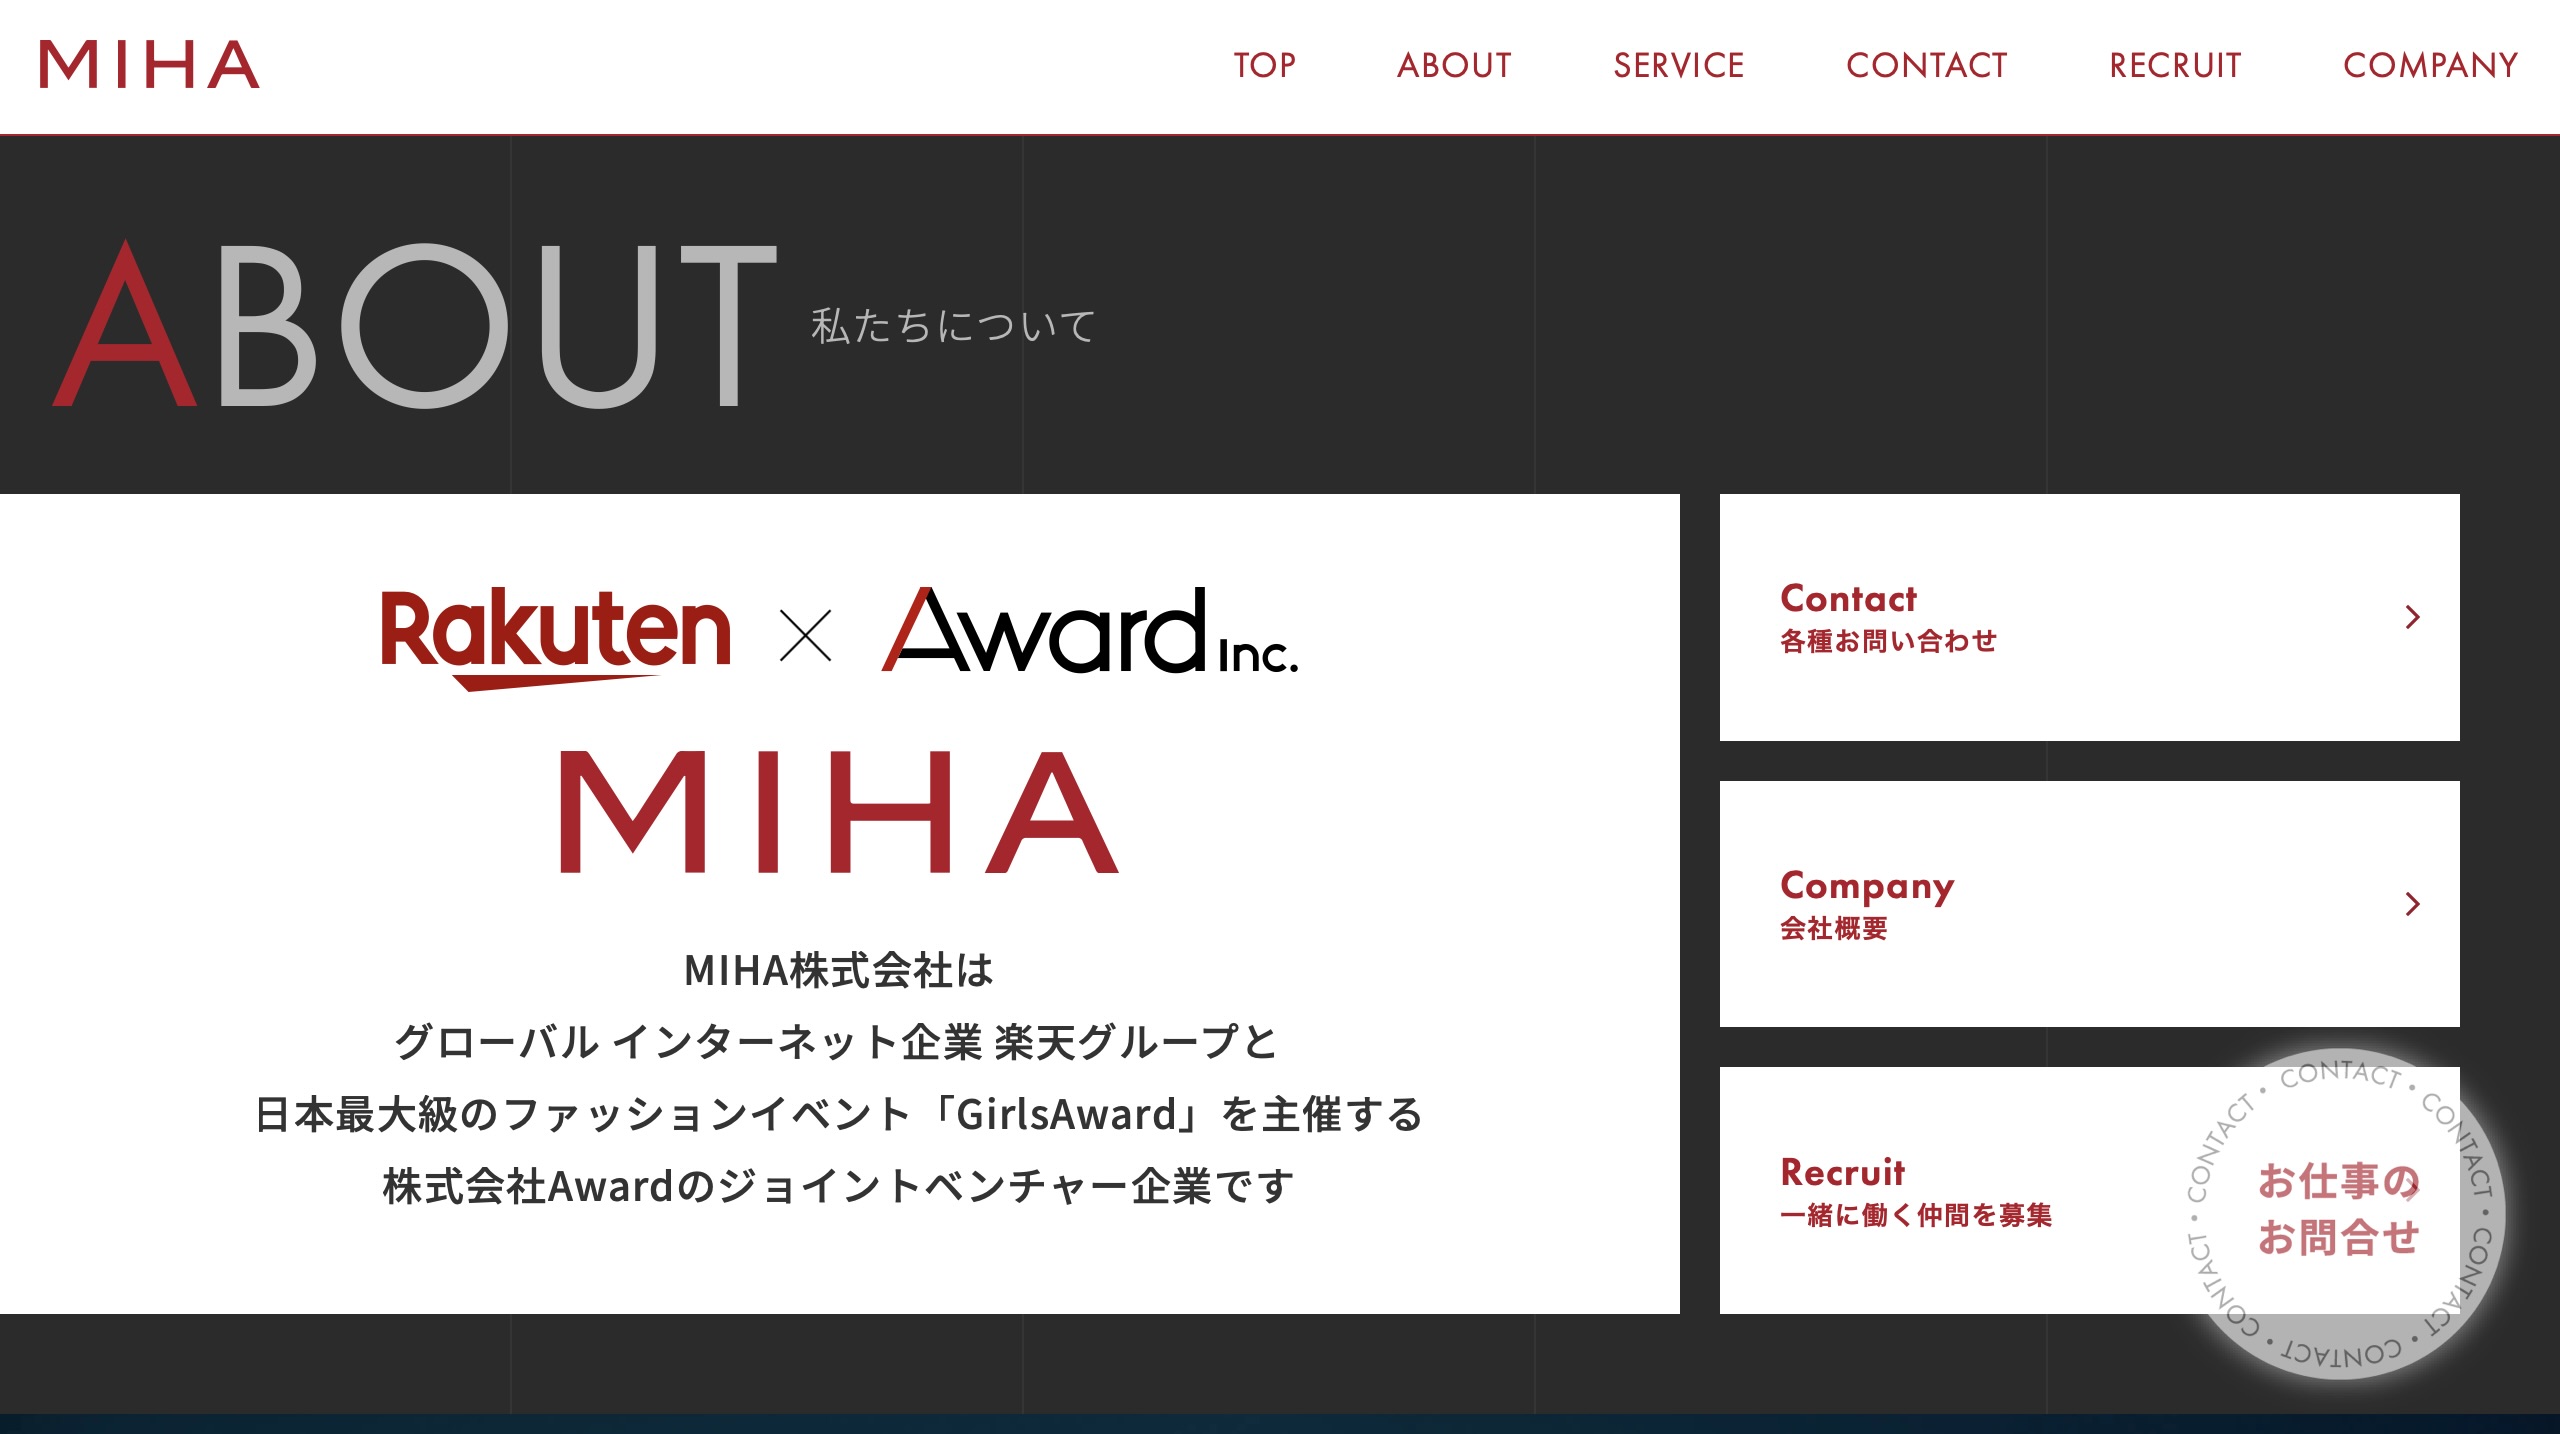 MIHA
TOP ABOUT SERVICE CONTACT RECRUIT COMPANY
ABOUT 私たちについて
Rakuten × Award Inc.
MIHA
MIHA株式会社は
グローバル インターネット企業 楽天グループと
日本最大級のファッションイベント「GirlsAward」を主催する
株式会社Awardのジョイントベンチャー企業です
Contact
各種お問い合わせ
Company
会社概要
Recruit
一緒に働く仲間を募集
CONTACT • CONTACT • CONTACT • CONTACT • CONTACT • CONTACT • CONTACT •
お仕事の
お問合せ